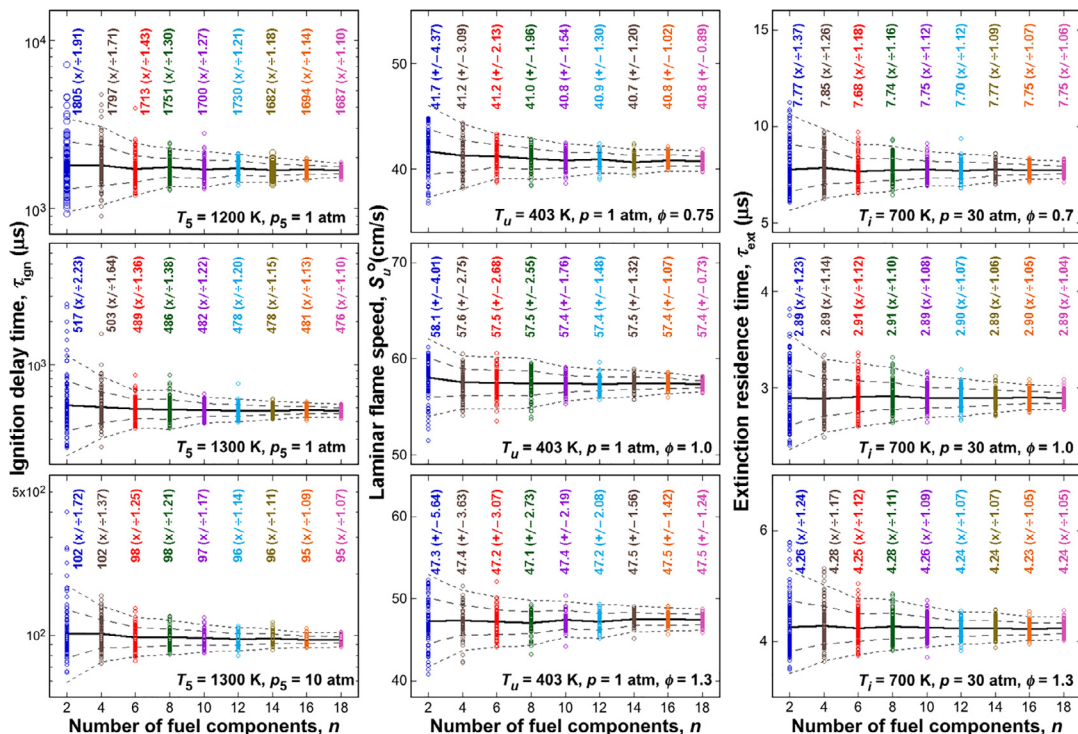 Ignition delay time, τign (μs)
10⁴
10³
1805 (x/÷1.91)
1797 (x/÷1.71)
1713 (x/÷1.43)
1751 (x/÷1.30)
1700 (x/÷1.27)
1730 (x/÷1.21)
1682 (x/÷1.18)
1694 (x/÷1.14)
1687 (x/÷1.10)
T5 = 1200 K, p5 = 1 atm
10³
517 (x/÷2.23)
503 (x/÷1.64)
489 (x/÷1.36)
486 (x/÷1.38)
482 (x/÷1.22)
478 (x/÷1.20)
478 (x/÷1.15)
481 (x/÷1.13)
476 (x/÷1.10)
T5 = 1300 K, p5 = 1 atm
5x10²
10²
102 (x/÷1.72)
102 (x/÷1.37)
98 (x/÷1.25)
98 (x/÷1.21)
97 (x/÷1.17)
96 (x/÷1.14)
96 (x/÷1.11)
95 (x/÷1.09)
95 (x/÷1.07)
T5 = 1300 K, p5 = 10 atm
2 4 6 8 10 12 14 16 18
Number of fuel components, n
Laminar flame speed, Suo(cm/s)
50
40
41.7 (+/−4.37)
41.2 (+/−3.09)
41.2 (+/−2.13)
41.0 (+/−1.96)
40.8 (+/−1.54)
40.9 (+/−1.30)
40.7 (+/−1.20)
40.8 (+/−1.02)
40.8 (+/−0.89)
Tu = 403 K, p = 1 atm, ϕ = 0.75
70
60
50
58.1 (+/−4.01)
57.6 (+/−2.75)
57.5 (+/−2.68)
57.5 (+/−2.55)
57.4 (+/−1.76)
57.4 (+/−1.48)
57.5 (+/−1.32)
57.4 (+/−1.07)
57.4 (+/−0.73)
Tu = 403 K, p = 1 atm, ϕ = 1.0
60
50
40
47.3 (+/−5.64)
47.4 (+/−3.63)
47.2 (+/−3.07)
47.1 (+/−2.73)
47.4 (+/−2.19)
47.2 (+/−2.08)
47.5 (+/−1.56)
47.5 (+/−1.42)
47.5 (+/−1.24)
Tu = 403 K, p = 1 atm, ϕ = 1.3
2 4 6 8 10 12 14 16 18
Number of fuel components, n
Extinction residence time, τext (μs)
15
10
5
7.77 (x/÷1.37)
7.85 (x/÷1.26)
7.68 (x/÷1.18)
7.74 (x/÷1.16)
7.75 (x/÷1.12)
7.70 (x/÷1.12)
7.77 (x/÷1.09)
7.75 (x/÷1.07)
7.75 (x/÷1.06)
Ti = 700 K, p = 30 atm, ϕ = 0.7
4
3
2
2.89 (x/÷1.23)
2.89 (x/÷1.14)
2.91 (x/÷1.12)
2.91 (x/÷1.10)
2.89 (x/÷1.08)
2.90 (x/÷1.07)
2.89 (x/÷1.06)
2.90 (x/÷1.05)
2.89 (x/÷1.04)
Ti = 700 K, p = 30 atm, ϕ = 1.0
6
4
4.26 (x/÷1.24)
4.28 (x/÷1.17)
4.25 (x/÷1.12)
4.28 (x/÷1.11)
4.26 (x/÷1.09)
4.24 (x/÷1.07)
4.24 (x/÷1.07)
4.23 (x/÷1.05)
4.24 (x/÷1.05)
Ti = 700 K, p = 30 atm, ϕ = 1.3
2 4 6 8 10 12 14 16 18
Number of fuel components, n